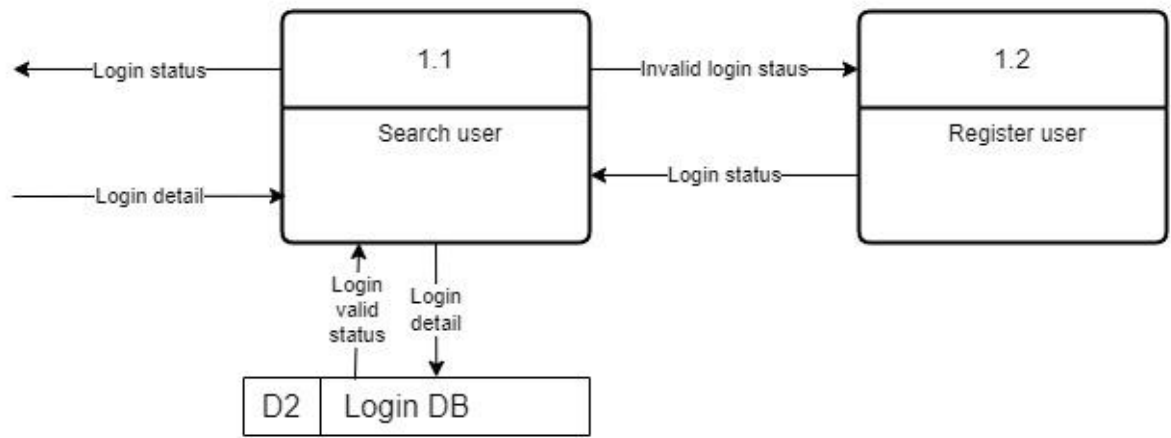 1.1
1.2
Login status
Invalid login staus
Search user
Register user
Login status
Login detail
Login
valid
status
Login
detail
D2
Login DB